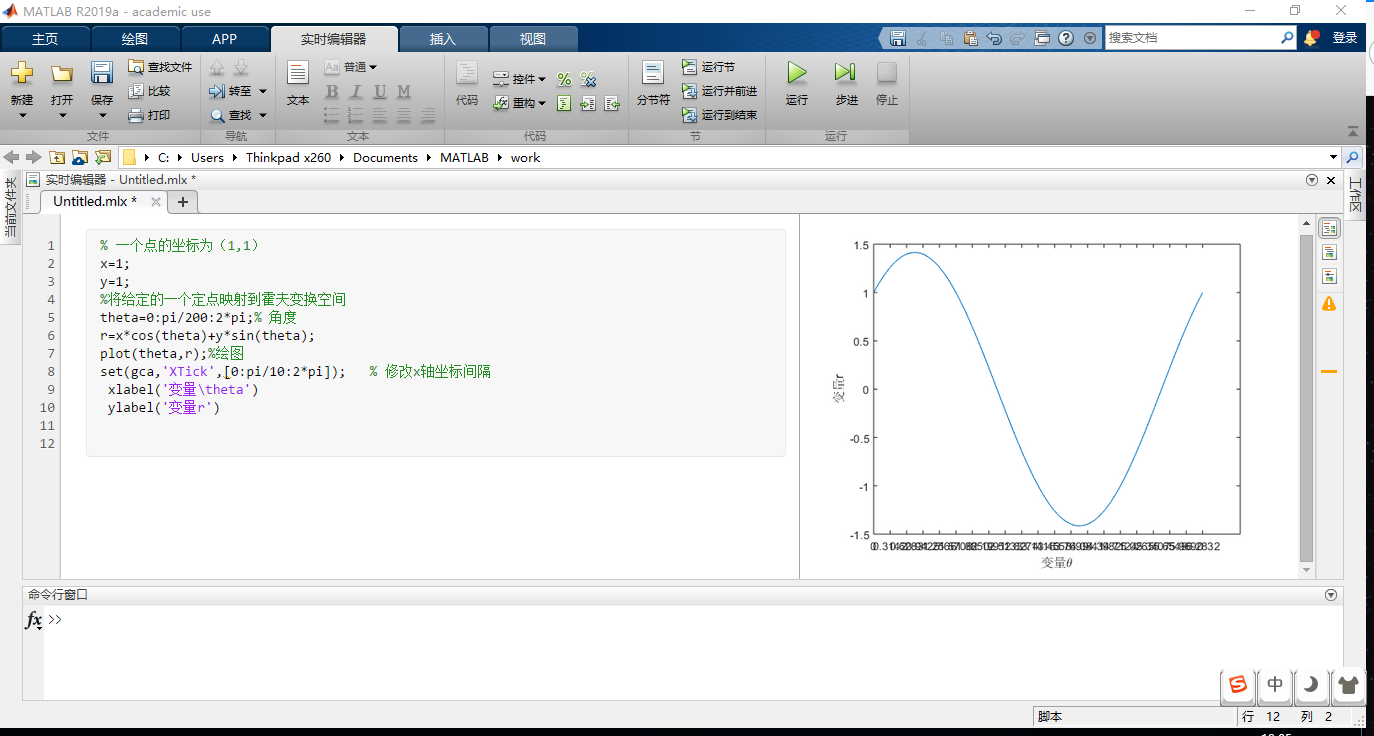 MATLAB R2019a - academic use
主页 绘图 APP 实时编辑器 插入 视图 搜索文档 登录
新建 打开 保存 查找文件 比较 打印
转至 查找
文本 Aa 普通 B I U M
代码 控件 重构
分节符 运行节 运行并前进 运行到结束
运行 步进 停止
文件 导航 文本 代码 节 运行
C: Users Thinkpad x260 Documents MATLAB work
当前文件夹
工作区
实时编辑器 - Untitled.mlx *
Untitled.mlx * +
1 % 一个点的坐标为（1,1）
2 x=1;
3 y=1;
4 %将给定的一个定点映射到霍夫变换空间
5 theta=0:pi/200:2*pi;% 角度
6 r=x*cos(theta)+y*sin(theta);
7 plot(theta,r);%绘图
8 set(gca,'XTick',[0:pi/10:2*pi]); % 修改x轴坐标间隔
9 xlabel('变量\theta')
10 ylabel('变量r')
11
12
1.5
1
0.5
0
-0.5
-1
-1.5
变量r
变量θ
命令行窗口
fx >>
中
脚本 行 12 列 2